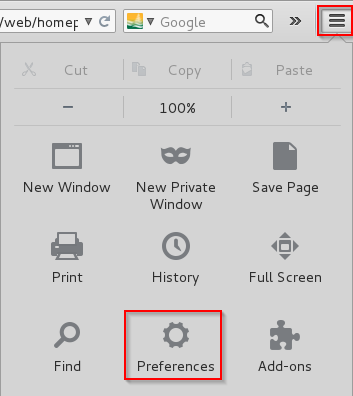 /web/homep Google »
Cut Copy Paste
− 100% +
New Window New Private Window Save Page
Print History Full Screen
Find Preferences Add-ons